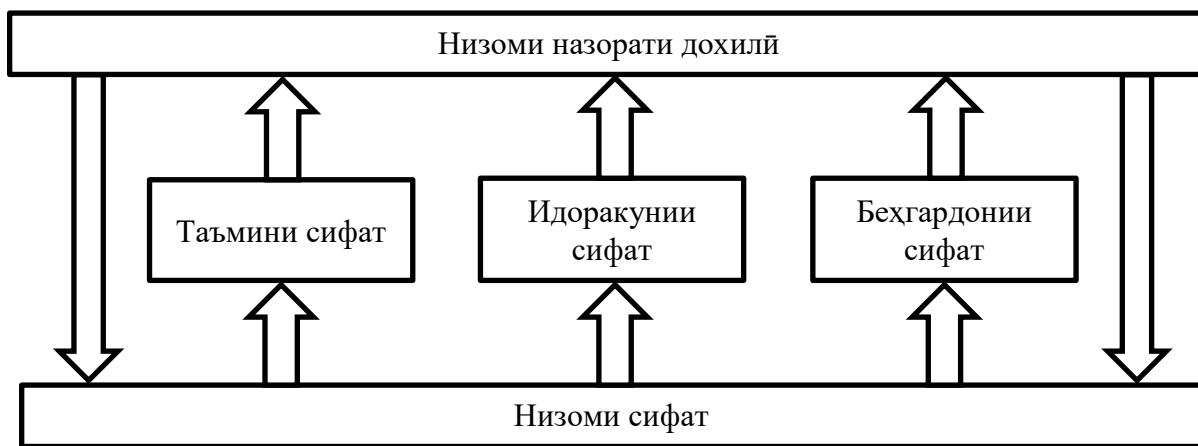 Низоми назорати дохилӣ
Таъмини сифат
Идоракунии
сифат
Беҳгардонии
сифат
Низоми сифат